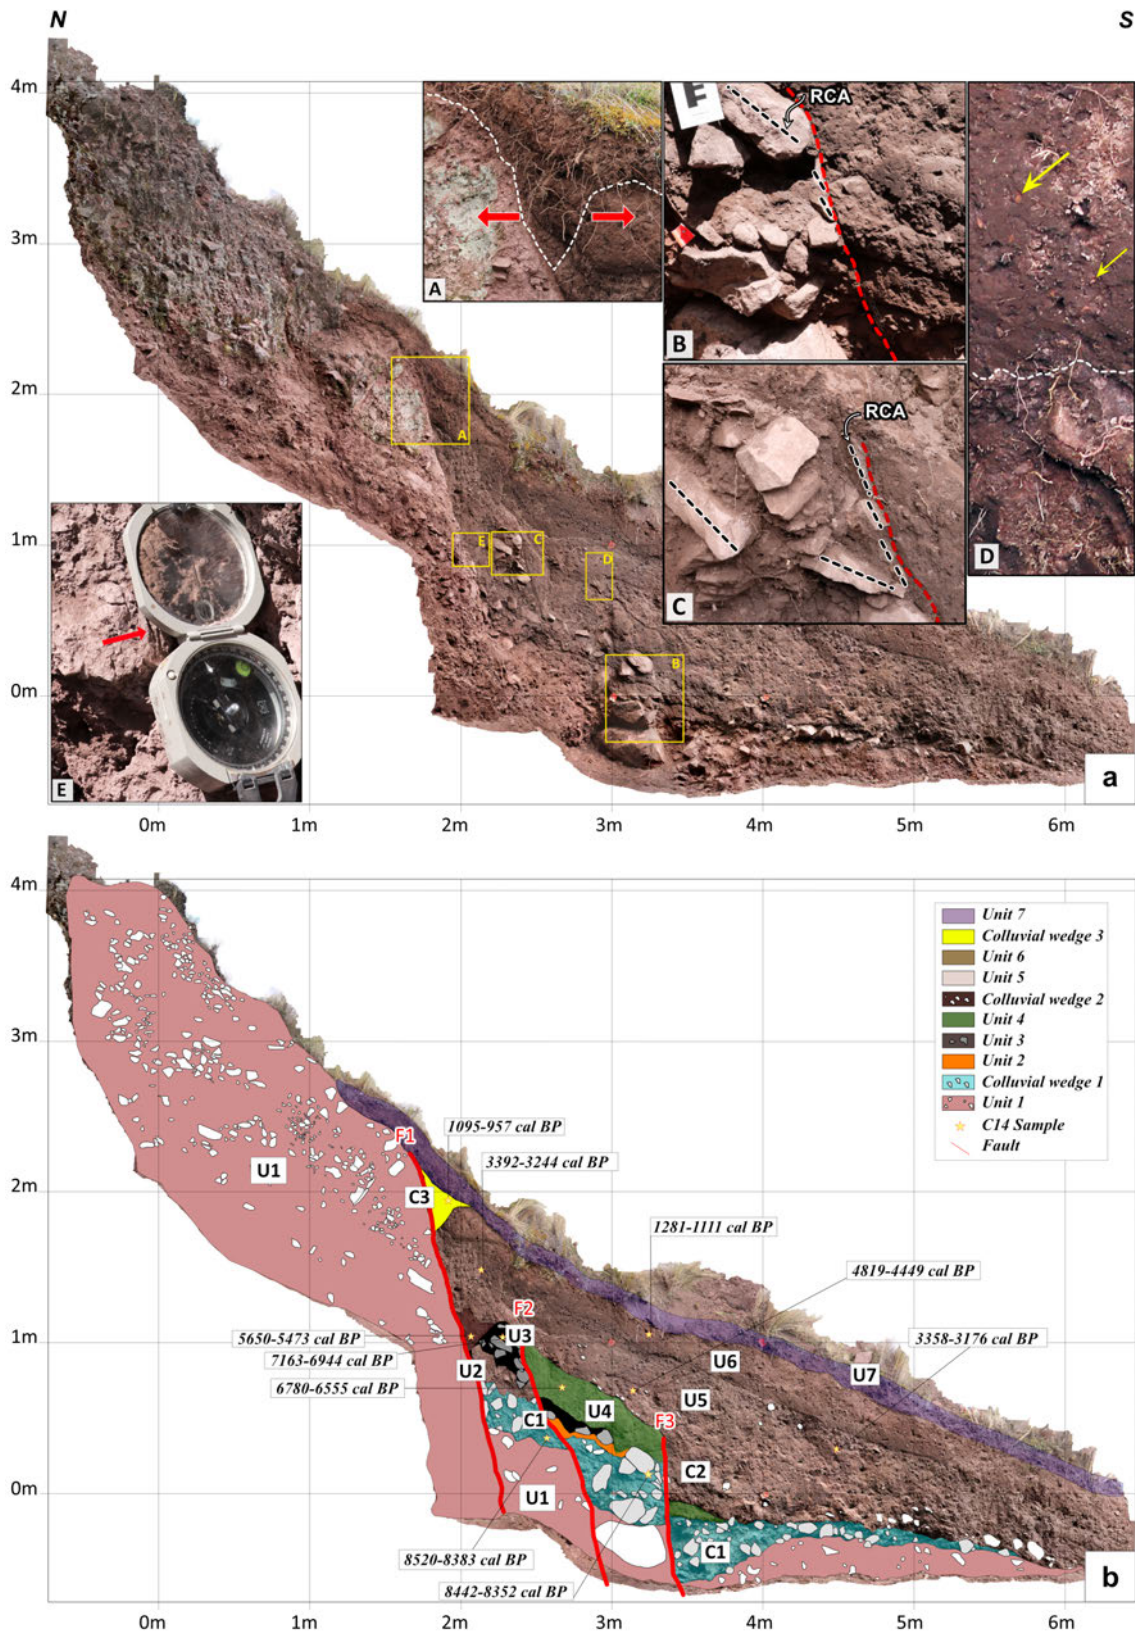 N
S
4m
3m
2m
1m
0m
A
B
RCA
F
C
RCA
D
E
A
E
C
D
B
a
0m
1m
2m
3m
4m
5m
6m
4m
3m
2m
1m
0m
Unit 7
Colluvial wedge 3
Unit 6
Unit 5
Colluvial wedge 2
Unit 4
Unit 3
Unit 2
Colluvial wedge 1
Unit 1
C14 Sample
Fault
1095-957 cal BP
F1
3392-3244 cal BP
U1
C3
1281-1111 cal BP
4819-4449 cal BP
F2
5650-5473 cal BP
U3
3358-3176 cal BP
7163-6944 cal BP
U6
U2
U7
6780-6555 cal BP
U5
C1
U4
F3
C2
U1
C1
8520-8383 cal BP
8442-8352 cal BP
b
0m
1m
2m
3m
4m
5m
6m